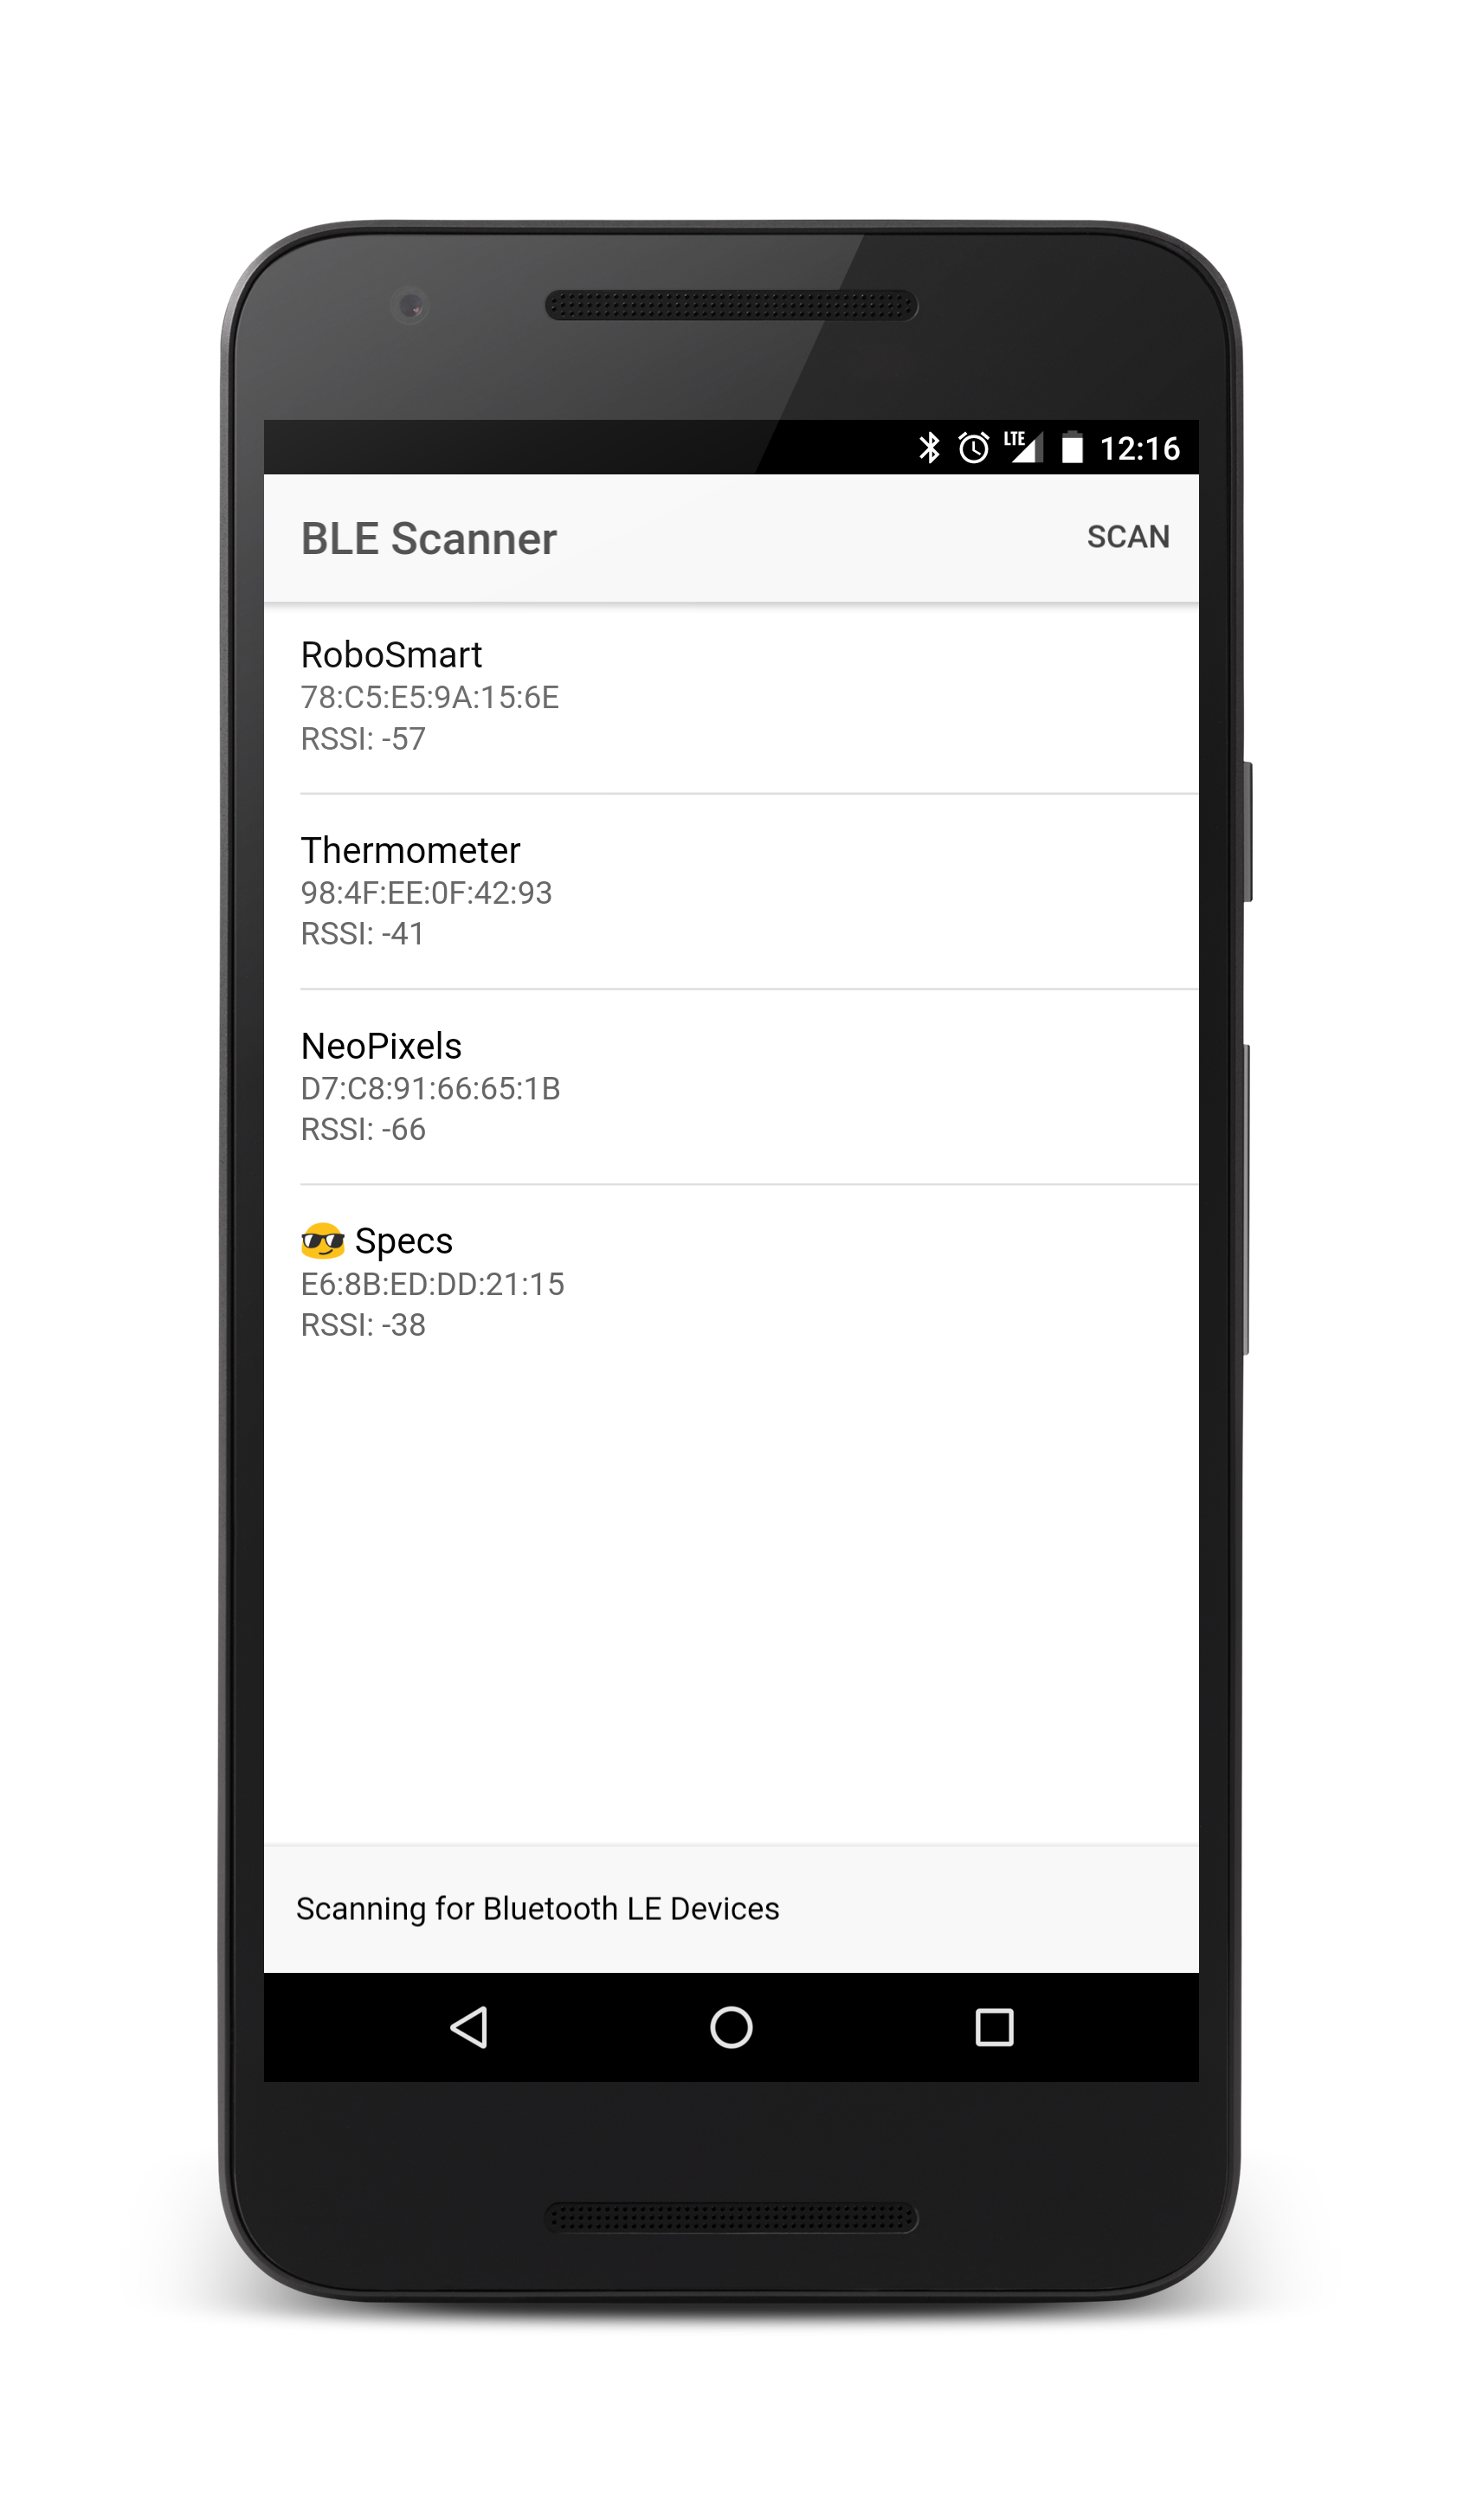 LTE 12:16
BLE Scanner SCAN
RoboSmart
78:C5:E5:9A:15:6E
RSSI: -57
Thermometer
98:4F:EE:0F:42:93
RSSI: -41
NeoPixels
D7:C8:91:66:65:1B
RSSI: -66
😎 Specs
E6:8B:ED:DD:21:15
RSSI: -38
Scanning for Bluetooth LE Devices